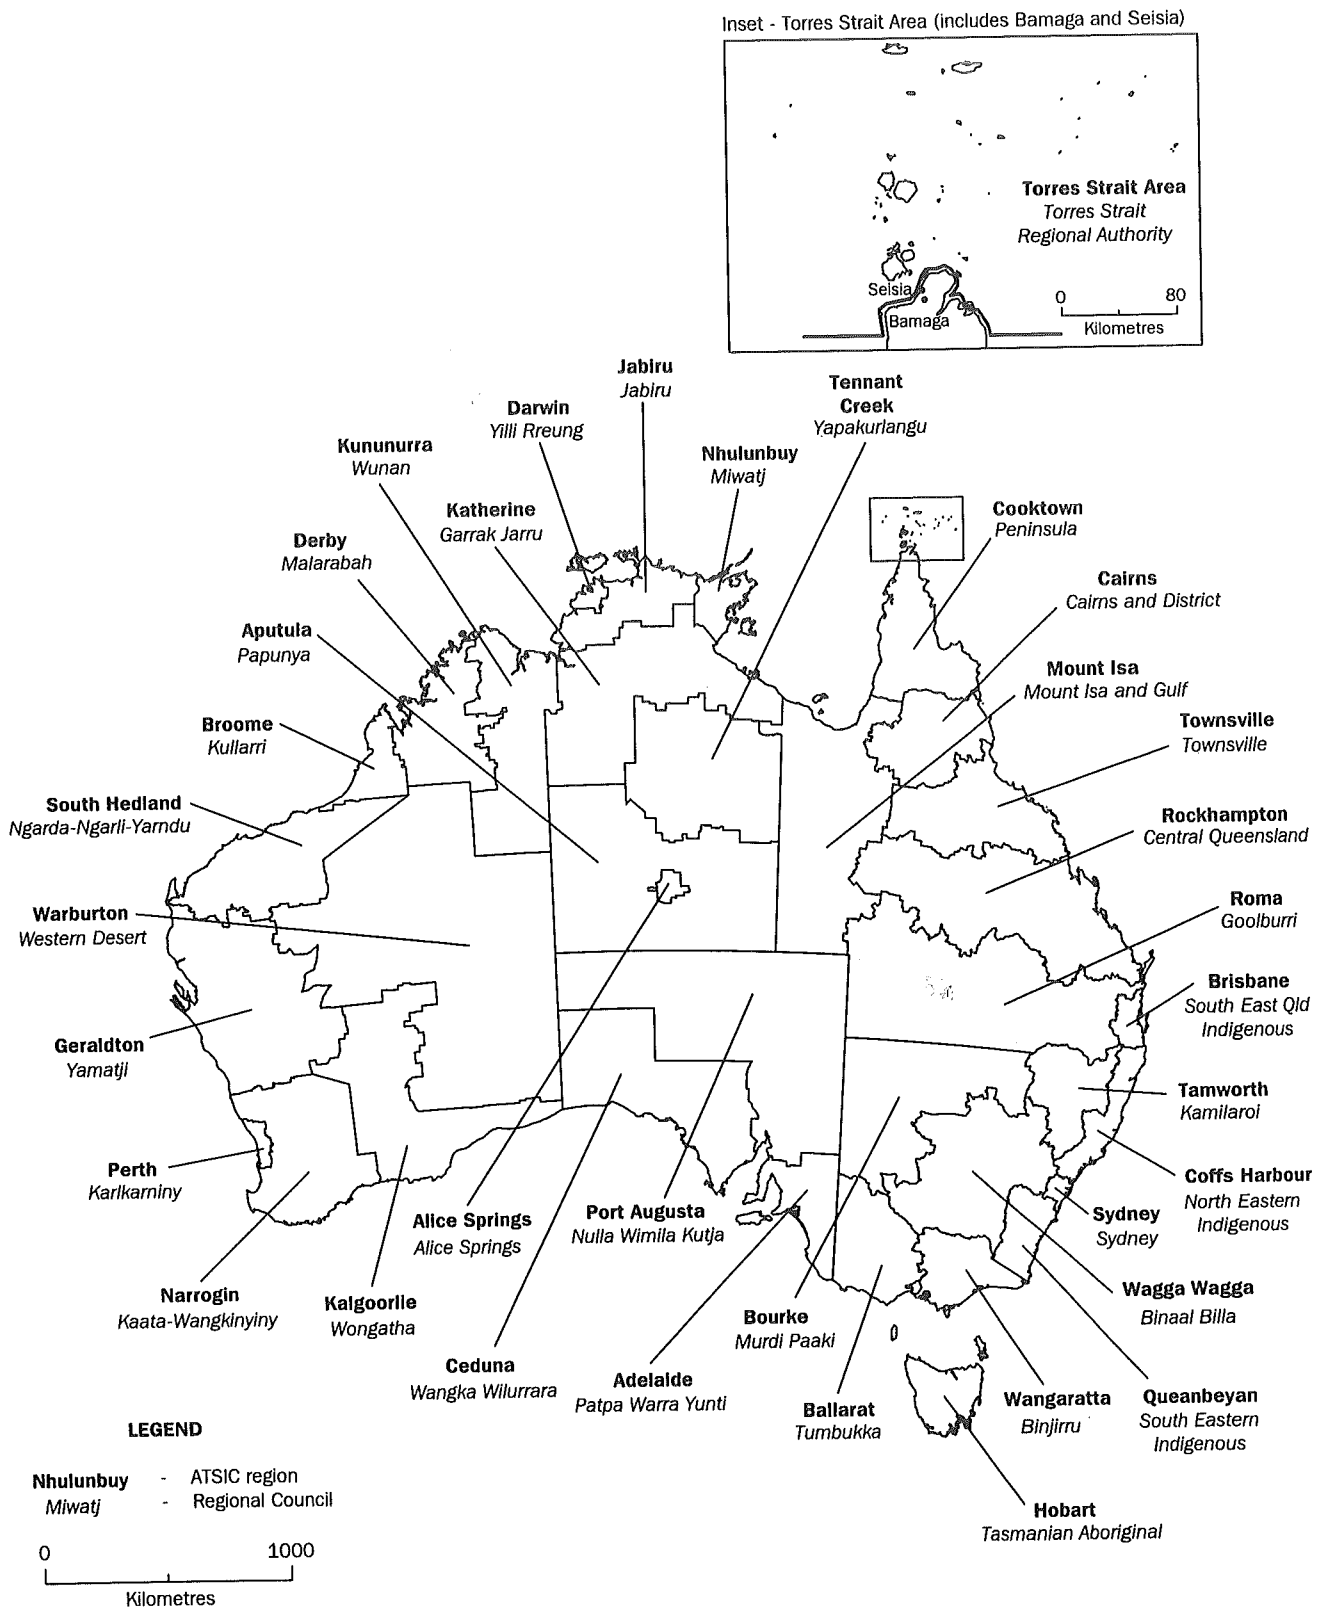 Inset - Torres Strait Area (includes Bamaga and Seisia)
Torres Strait Area
Torres Strait
Regional Authority
Seisia
Bamaga
0 80
Kilometres
Jabiru
Jabiru
Tennant
Creek
Yapakurlangu
Darwin
Yilli Rreung
Kununurra
Wunan
Nhulunbuy
Miwatj
Katherine
Garrak Jarru
Cooktown
Peninsula
Derby
Malarabah
Cairns
Cairns and District
Aputula
Papunya
Mount Isa
Mount Isa and Gulf
Broome
Kullarri
Townsville
Townsville
South Hedland
Ngarda-Ngarli-Yarndu
Rockhampton
Central Queensland
Warburton
Western Desert
Roma
Goolburri
Brisbane
South East Qld
Indigenous
Geraldton
Yamatji
Tamworth
Kamilaroi
Perth
Karlkarniny
Coffs Harbour
North Eastern
Indigenous
Alice Springs
Alice Springs
Port Augusta
Nulla Wimila Kutja
Sydney
Sydney
Narrogin
Kaata-Wangkinyiny
Kalgoorlie
Wongatha
Wagga Wagga
Binaal Billa
Bourke
Murdi Paaki
Ceduna
Wangka Wilurrara
Adelaide
Patpa Warra Yunti
Ballarat
Tumbukka
Wangaratta
Binjirru
Queanbeyan
South Eastern
Indigenous
Hobart
Tasmanian Aboriginal
LEGEND
Nhulunbuy - ATSIC region
Miwatj - Regional Council
0 1000
Kilometres